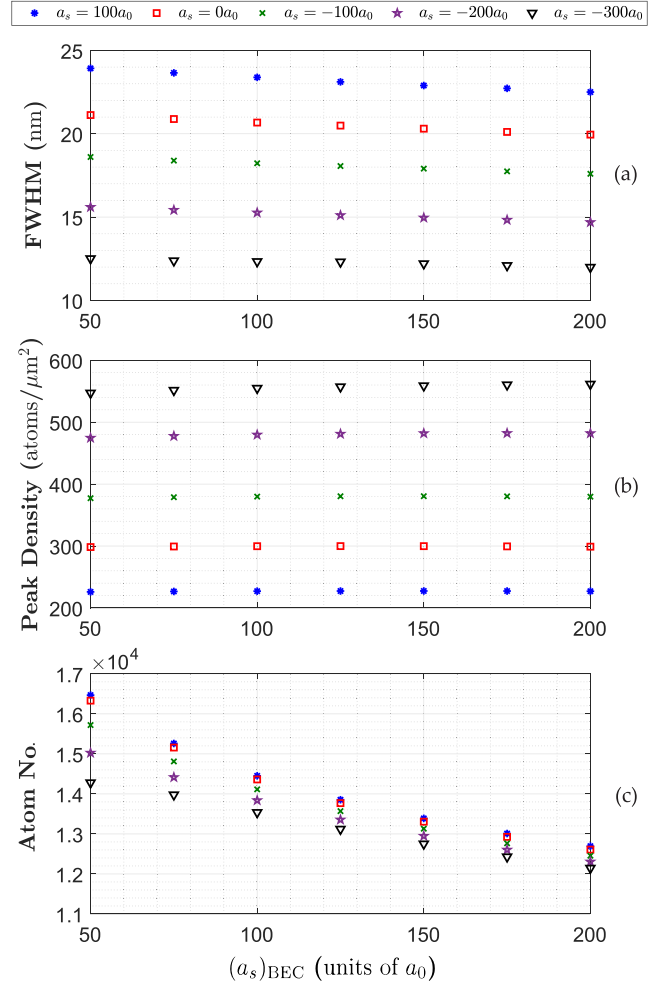 a_s = 100a_0 a_s = 0a_0 a_s = −100a_0 a_s = −200a_0 a_s = −300a_0
25
20
15
10
FWHM (nm)
(a)
50 100 150 200
600
500
400
300
200
Peak Density (atoms/μm²)
(b)
50 100 150 200
×10⁴
1.7
1.6
1.5
1.4
1.3
1.2
1.1
Atom No.
(c)
50 100 150 200
(a_s)_BEC (units of a_0)